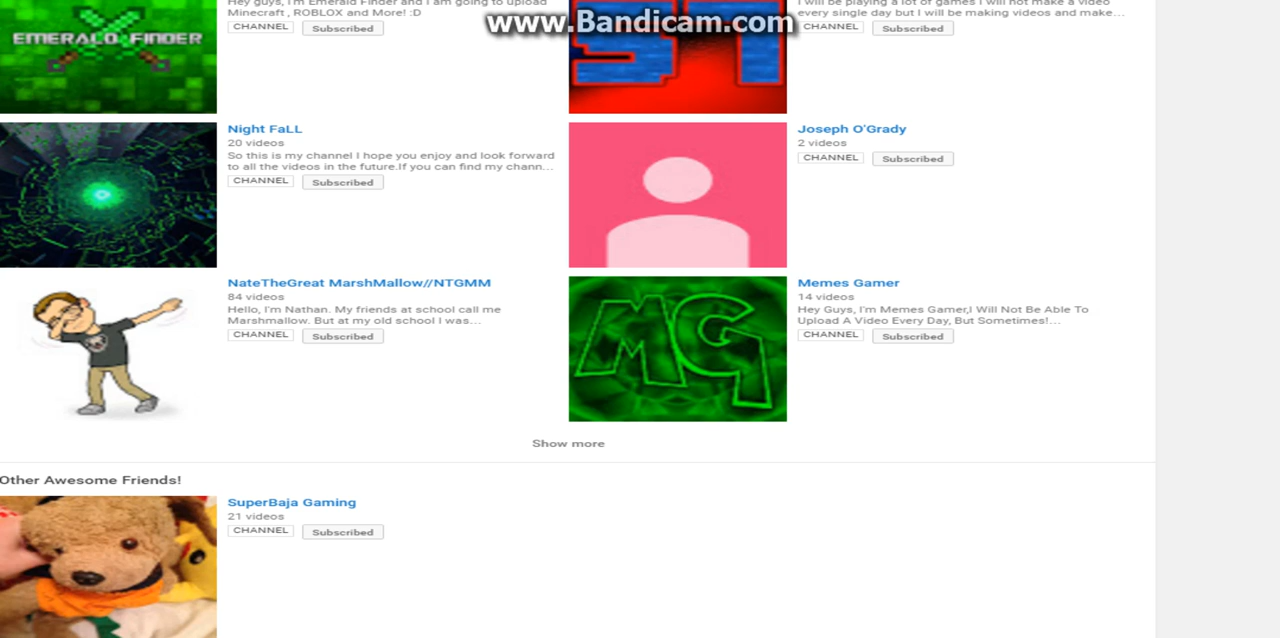 Hey guys, I'm Emerald Finder and I am going to upload
Minecraft , ROBLOX and More! :D
CHANNEL
Subscribed
EMERALD FINDER
www.Bandicam.com
I will be playing a lot of games I will not make a video
every single day but I will be making videos and make...
CHANNEL
Subscribed
ST
Night FaLL
20 videos
So this is my channel I hope you enjoy and look forward
to all the videos in the future.If you can find my chann...
CHANNEL
Subscribed
Joseph O'Grady
2 videos
CHANNEL
Subscribed
NateTheGreat MarshMallow//NTGMM
84 videos
Hello, I'm Nathan. My friends at school call me
Marshmallow. But at my old school I was...
CHANNEL
Subscribed
Memes Gamer
14 videos
Hey Guys, I'm Memes Gamer,I Will Not Be Able To
Upload A Video Every Day, But Sometimes!...
CHANNEL
Subscribed
MG
Show more
Other Awesome Friends!
SuperBaja Gaming
21 videos
CHANNEL
Subscribed